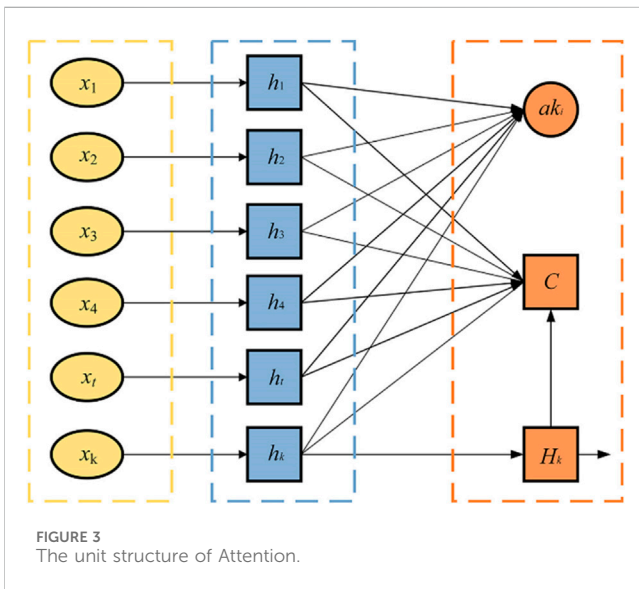 x1 h1 aki
x2 h2
x3 h3
x4 h4 C
xt ht
xk hk Hk
FIGURE 3
The unit structure of Attention.